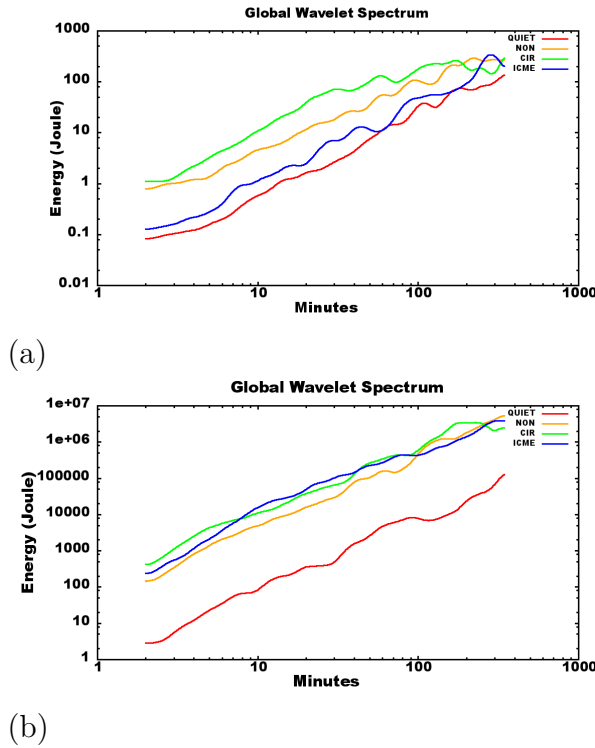 Global Wavelet Spectrum
1000
100
10
1
0.1
0.01
Energy (Joule)
QUIET
NON
CIR
ICME
1 10 100 1000
Minutes
(a)
Global Wavelet Spectrum
1e+07
1e+06
100000
10000
1000
100
10
1
Energy (Joule)
QUIET
NON
CIR
ICME
1 10 100 1000
Minutes
(b)